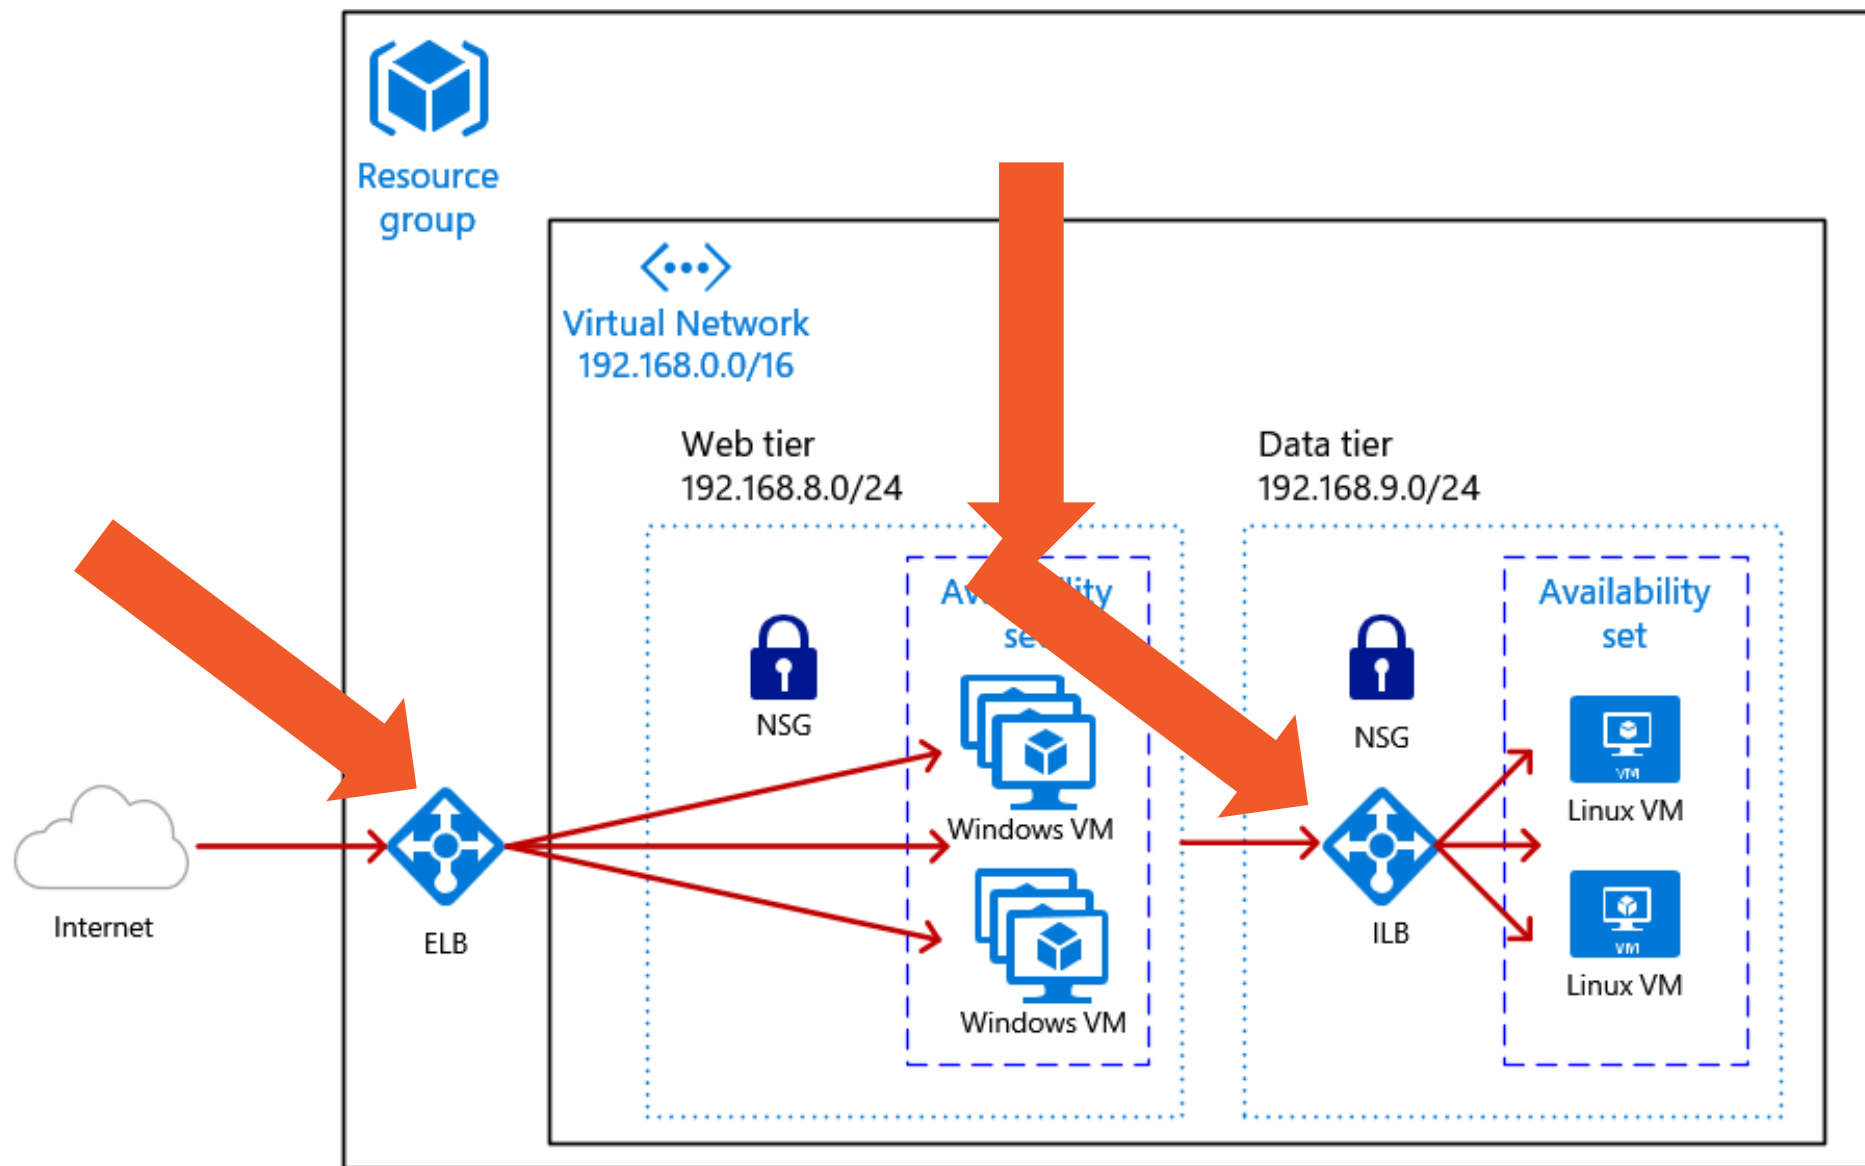 Resource
group
Virtual Network
192.168.0.0/16
Web tier
192.168.8.0/24
Data tier
192.168.9.0/24
Availability
set
NSG
NSG
VM
Linux VM
Windows VM
VM
Linux VM
Windows VM
Internet
ELB
ILB